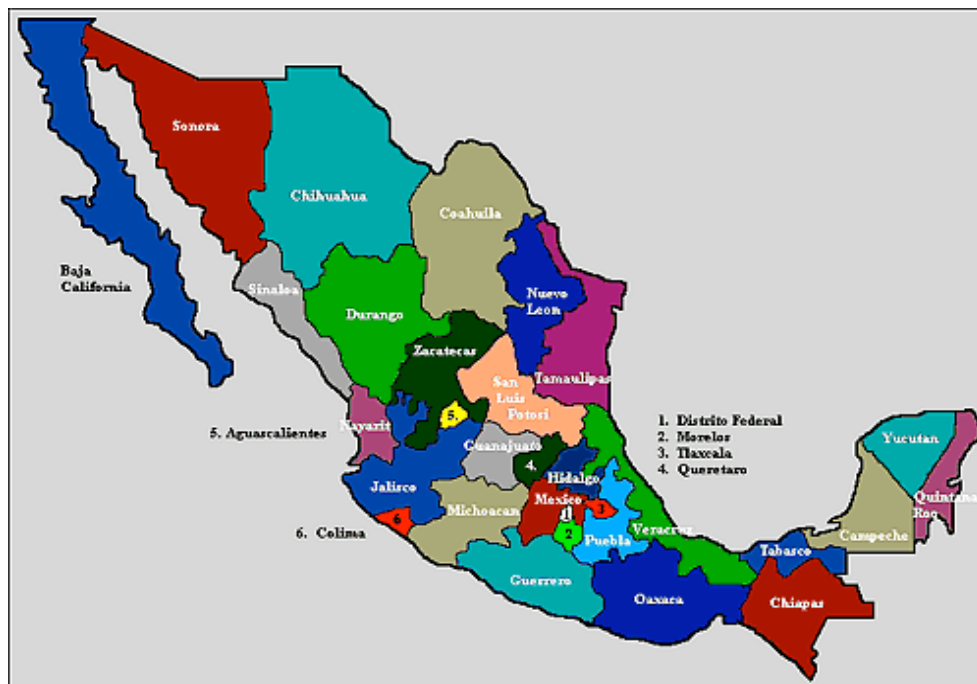 Sonora
Chihuahua
Coahuila
Baja
California
Sinaloa
Durango
Nuevo
Leon
Zacatecas
Tamaulipas
San
Luis
Potosi
5.
Nayarit
5. Aguascalientes
Guanajuato
4.
Hidalgo
1. Distrito Federal
2. Morelos
3. Tlaxcala
4. Queretaro
Yucutan
Quintana
Roo
Jalisco
Michoacan
Mexico
1
2
3
6
6. Colima
Puebla
Veracruz
Campeche
Tabasco
Guerrero
Oaxaca
Chiapas